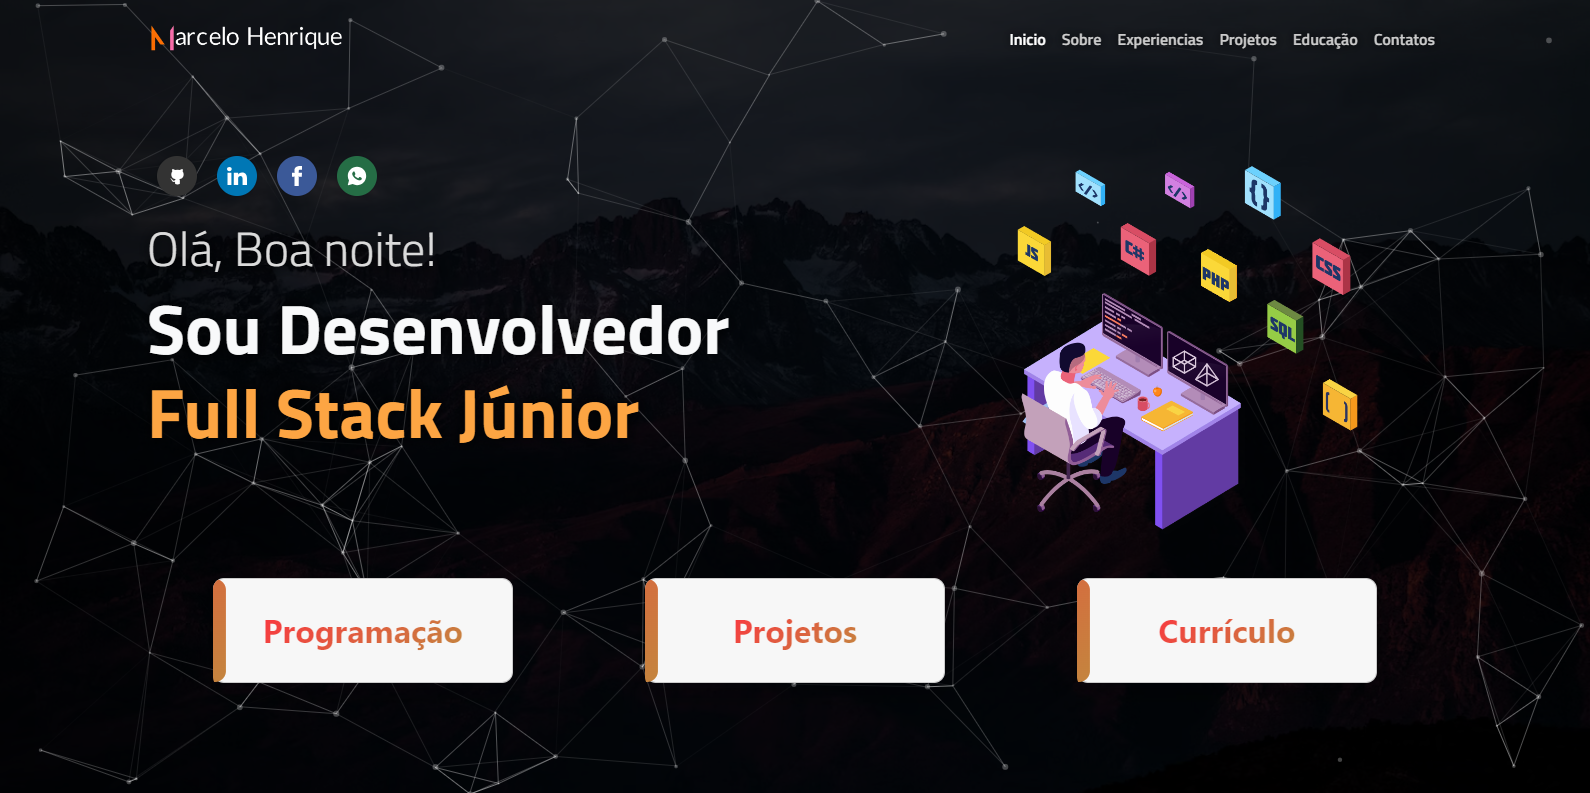 Marcelo Henrique
Inicio Sobre Experiencias Projetos Educação Contatos
in f
Olá, Boa noite!
Sou Desenvolvedor
Full Stack Júnior
</> </> {}
JS C# PHP CSS
SQL
[ ]
Programação Projetos Currículo